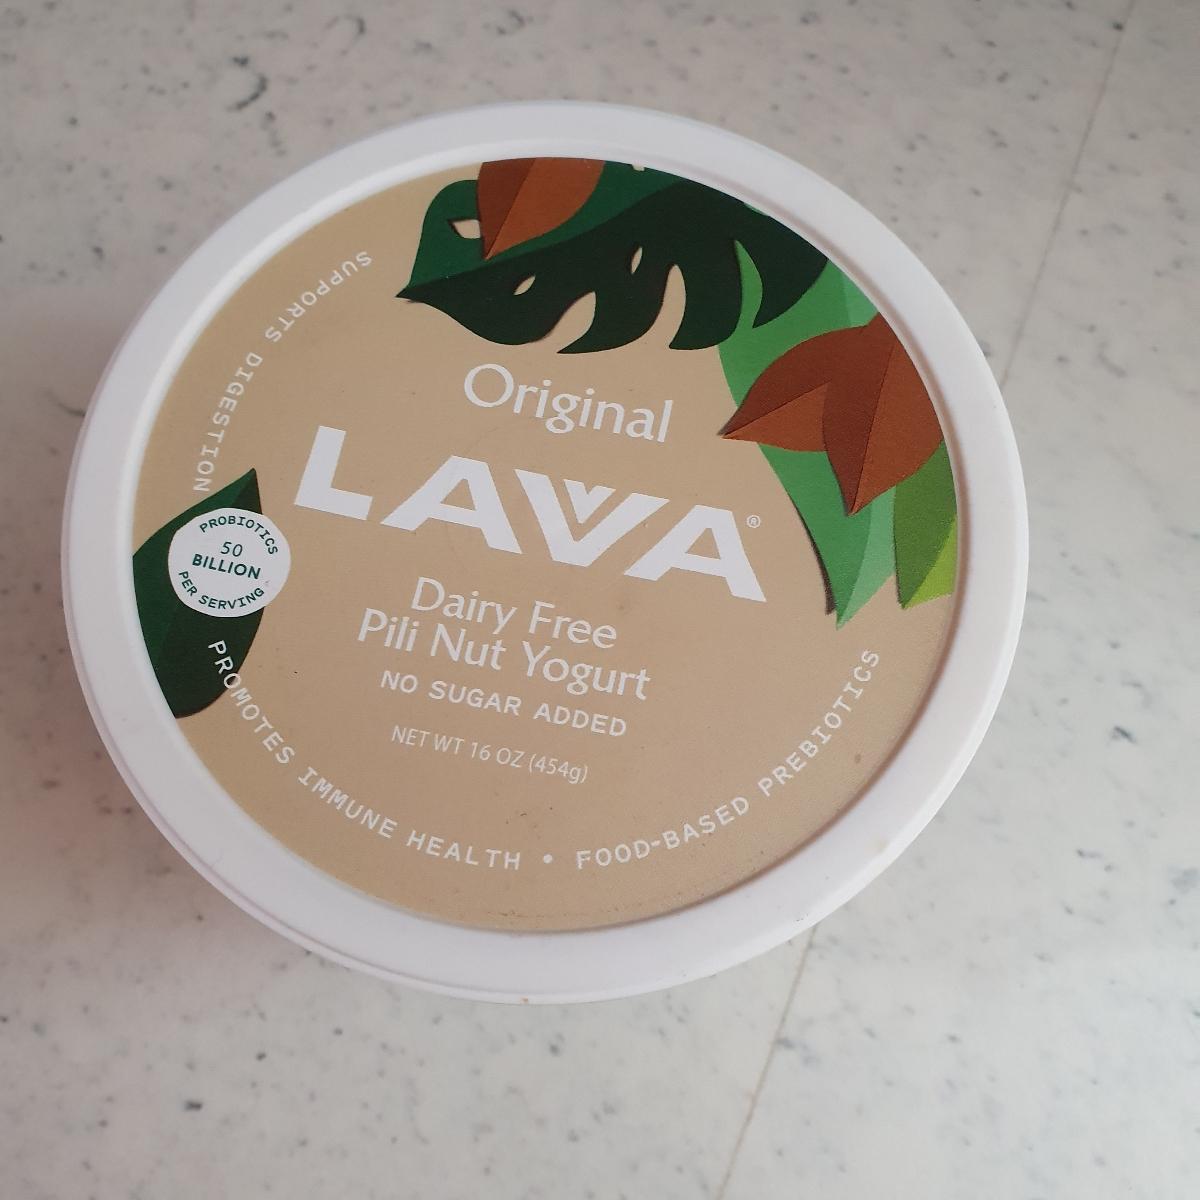 Original
LAVVA®
Dairy Free
Pili Nut Yogurt
NO SUGAR ADDED
NET WT 16 OZ (454g)
SUPPORTS DIGESTION
PROBIOTICS
50
BILLION
PER SERVING
PROMOTES IMMUNE HEALTH • FOOD-BASED PREBIOTICS